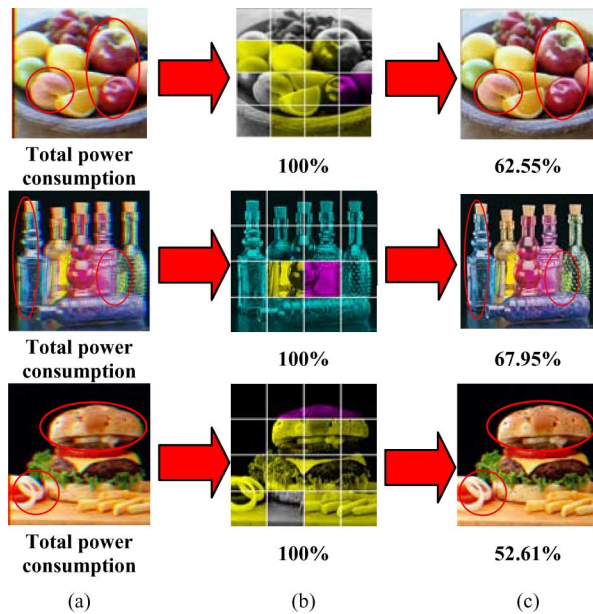 Total power
consumption
100%
62.55%
Total power
consumption
100%
67.95%
Total power
consumption
100%
52.61%
(a)
(b)
(c)